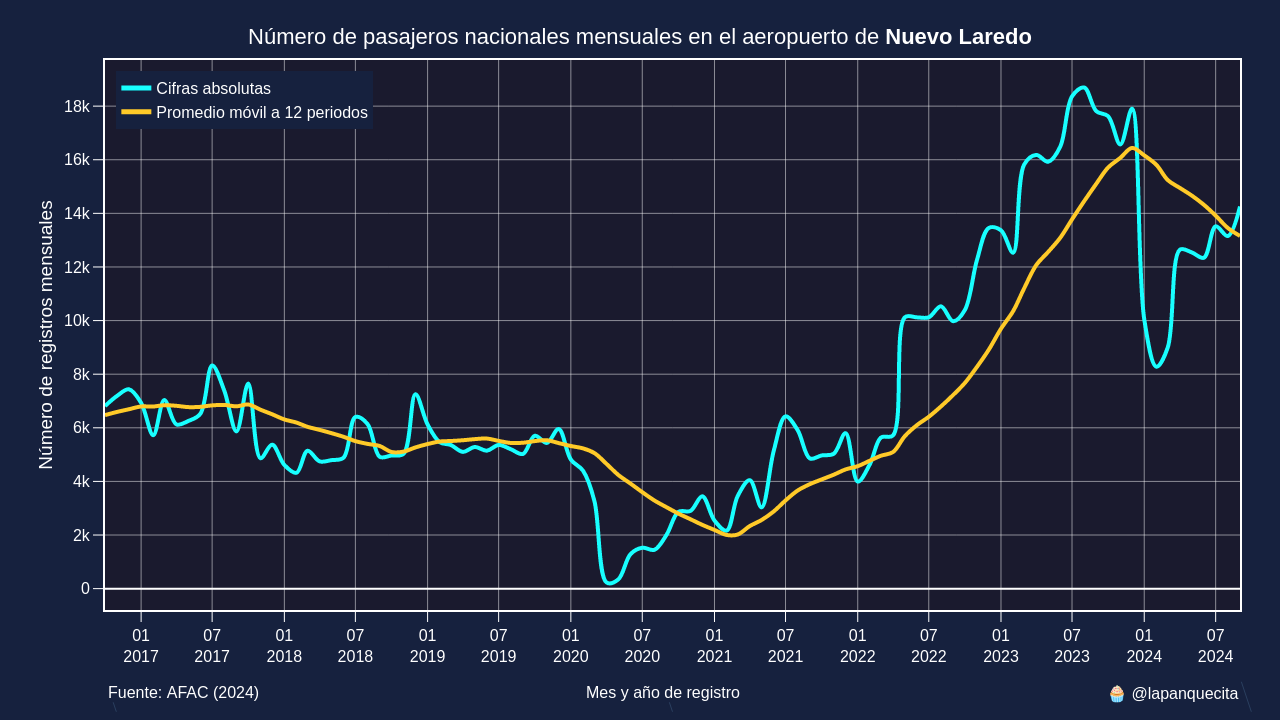 Número de pasajeros nacionales mensuales en el aeropuerto de Nuevo Laredo
Cifras absolutas
Promedio móvil a 12 periodos
Número de registros mensuales
18k
16k
14k
12k
10k
8k
6k
4k
2k
0
01 07 01 07 01 07 01 07 01 07 01 07 01 07 01 07
2017 2017 2018 2018 2019 2019 2020 2020 2021 2021 2022 2022 2023 2023 2024 2024
Fuente: AFAC (2024) Mes y año de registro 🧁 @lapanquecita